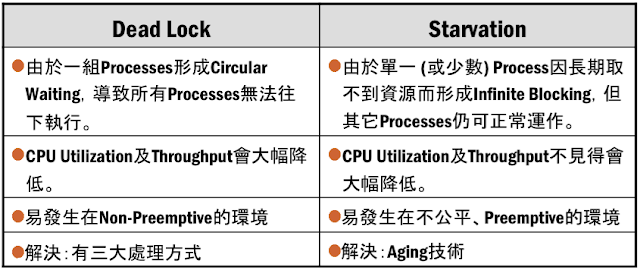 Dead Lock
Starvation
●由於一組Processes形成Circular
Waiting，導致所有Processes無法往
下執行。
●由於單一 (或少數) Process因長期取
不到資源而形成Infinite Blocking，但
其它Processes仍可正常運作。
●CPU Utilization及Throughput會大幅降
低。
●CPU Utilization及Throughput不見得會
大幅降低。
●易發生在Non-Preemptive的環境
●易發生在不公平、Preemptive的環境
●解決：有三大處理方式
●解決：Aging技術